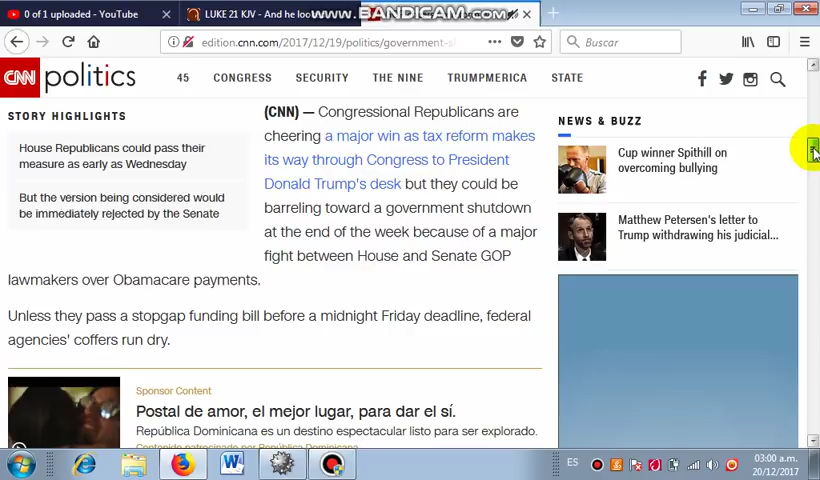 0 of 1 uploaded - YouTube
LUKE 21 KJV - And he loo
www.BANDICAM.com
edition.cnn.com/2017/12/19/politics/government-s
Buscar
CNN politics
45 CONGRESS SECURITY THE NINE TRUMPMERICA STATE
STORY HIGHLIGHTS
House Republicans could pass their
measure as early as Wednesday
But the version being considered would
be immediately rejected by the Senate
(CNN) — Congressional Republicans are
cheering a major win as tax reform makes
its way through Congress to President
Donald Trump's desk but they could be
barreling toward a government shutdown
at the end of the week because of a major
fight between House and Senate GOP
lawmakers over Obamacare payments.
Unless they pass a stopgap funding bill before a midnight Friday deadline, federal
agencies' coffers run dry.
Sponsor Content
Postal de amor, el mejor lugar, para dar el sí.
República Dominicana es un destino espectacular listo para ser explorado.
Contenido patrocinado por República Dominicana
NEWS & BUZZ
Cup winner Spithill on
overcoming bullying
Matthew Petersen's letter to
Trump withdrawing his judicial...
ES
03:00 a.m.
20/12/2017